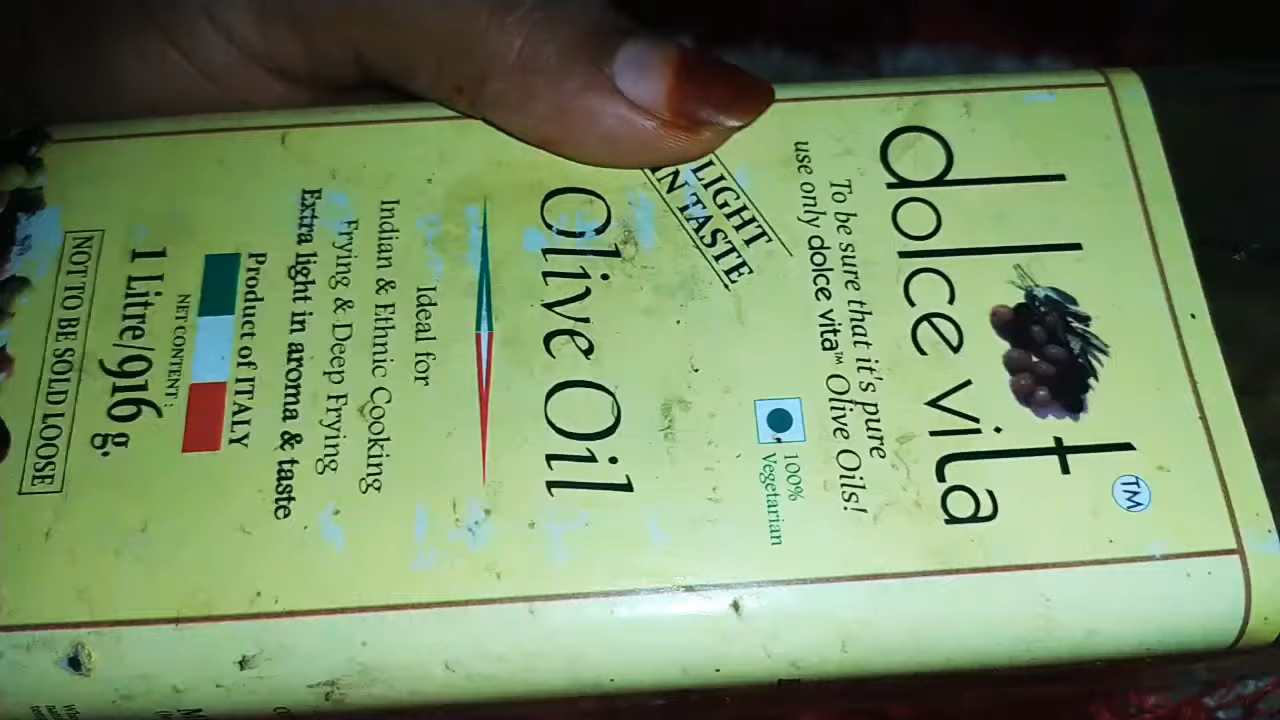 dolce vita
TM
To be sure that it's pure
use only dolce vita™ Olive Oils!
100%
Vegetarian
LIGHT
IN TASTE
Olive Oil
Ideal for
Indian & Ethnic Cooking
Frying & Deep Frying
Extra light in aroma & taste
Product of ITALY
NET CONTENT:
1 Litre/916 g.
NOT TO BE SOLD LOOSE